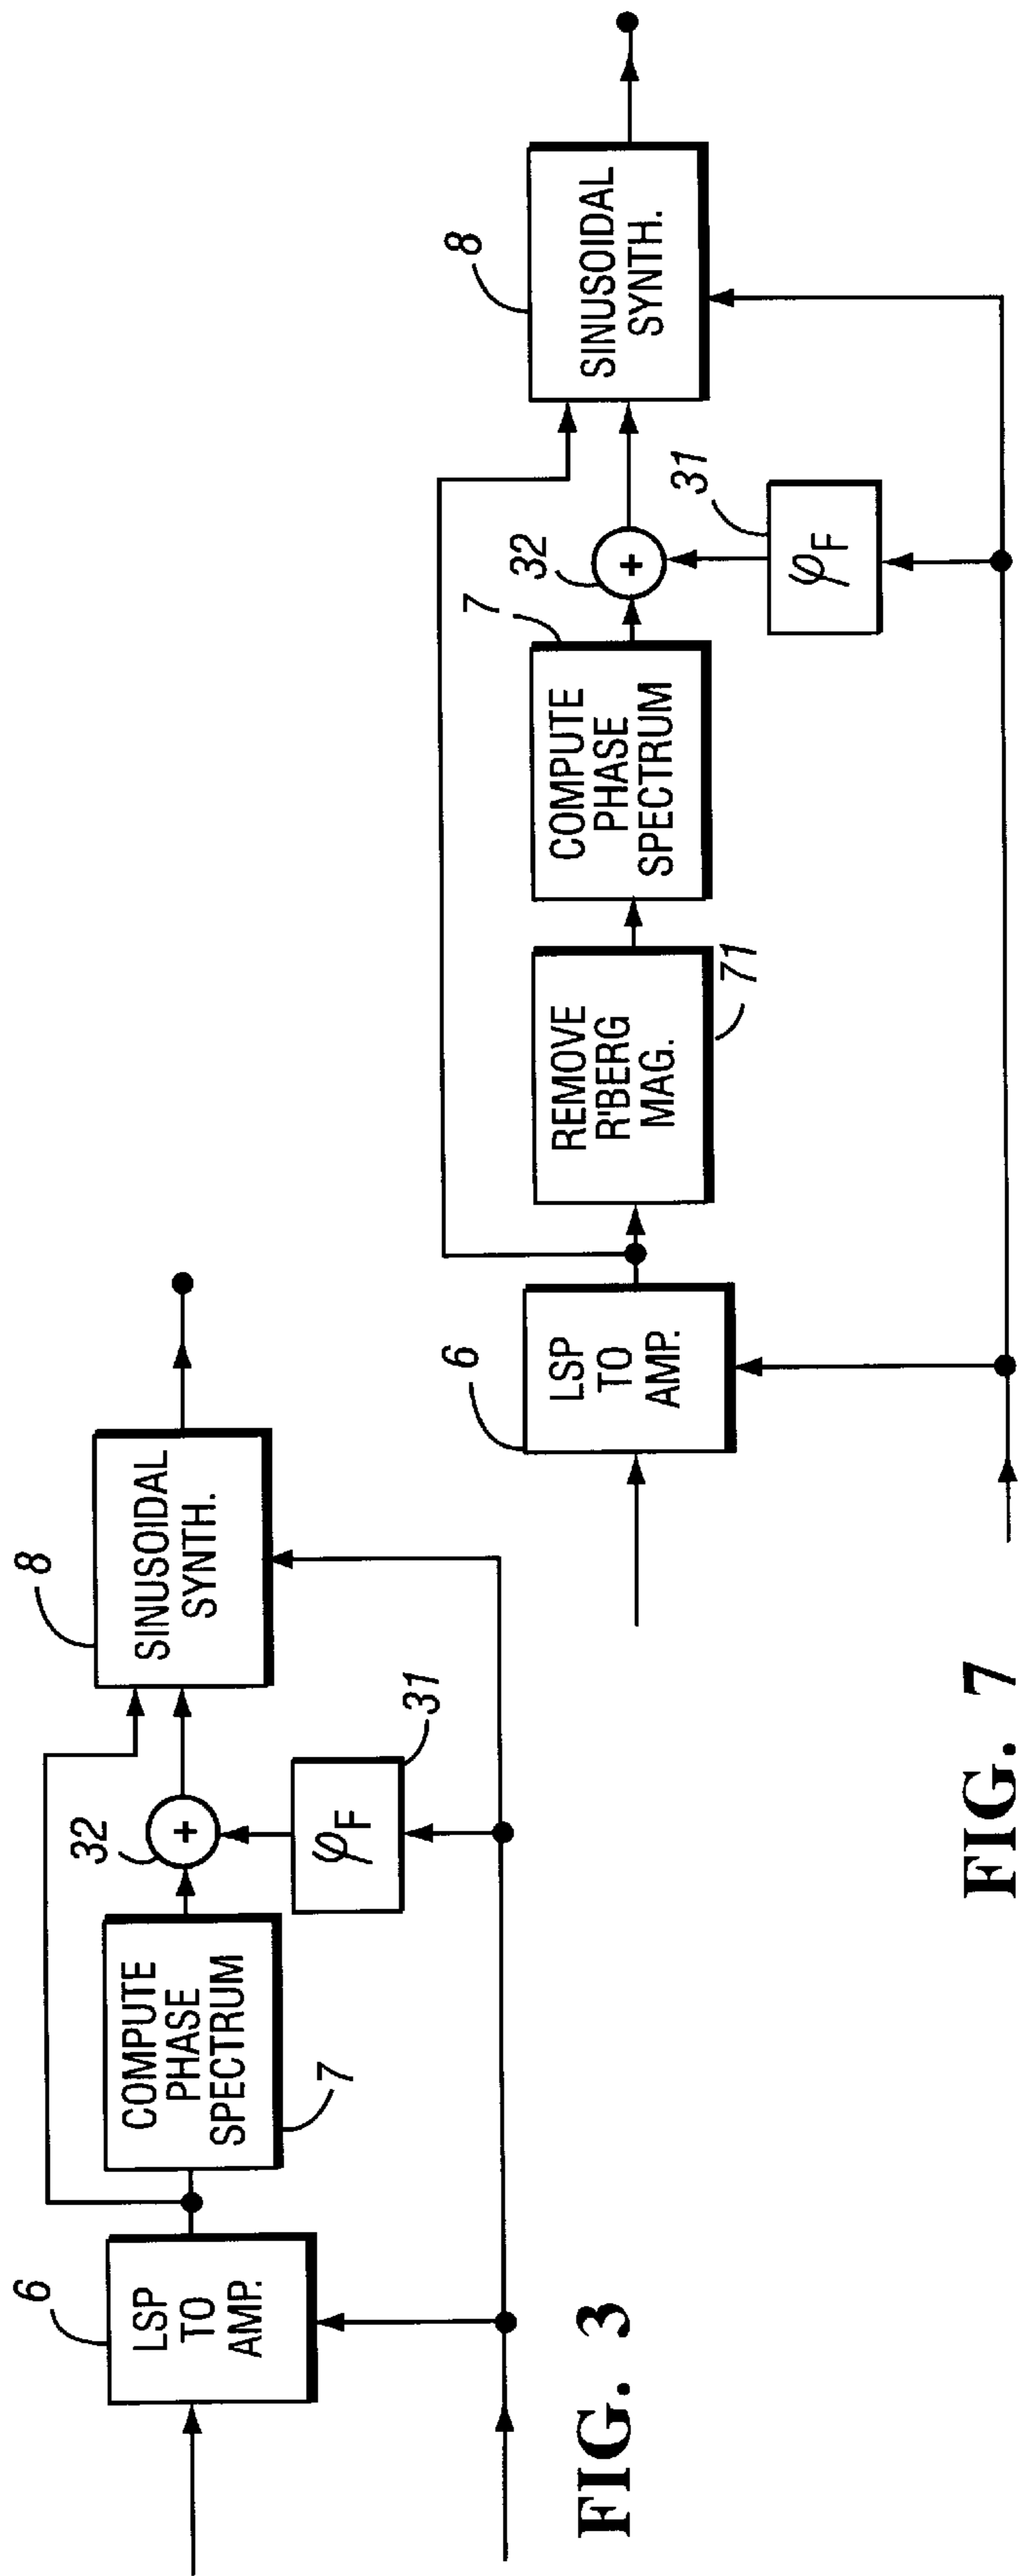 6
LSP
TO
AMP.
COMPUTE
PHASE
SPECTRUM
7
32
+
φF
31
8
SINUSOIDAL
SYNTH.
FIG. 3
6
LSP
TO
AMP.
REMOVE
R'BERG
MAG.
71
COMPUTE
PHASE
SPECTRUM
7
32
+
φF
31
8
SINUSOIDAL
SYNTH.
FIG. 7